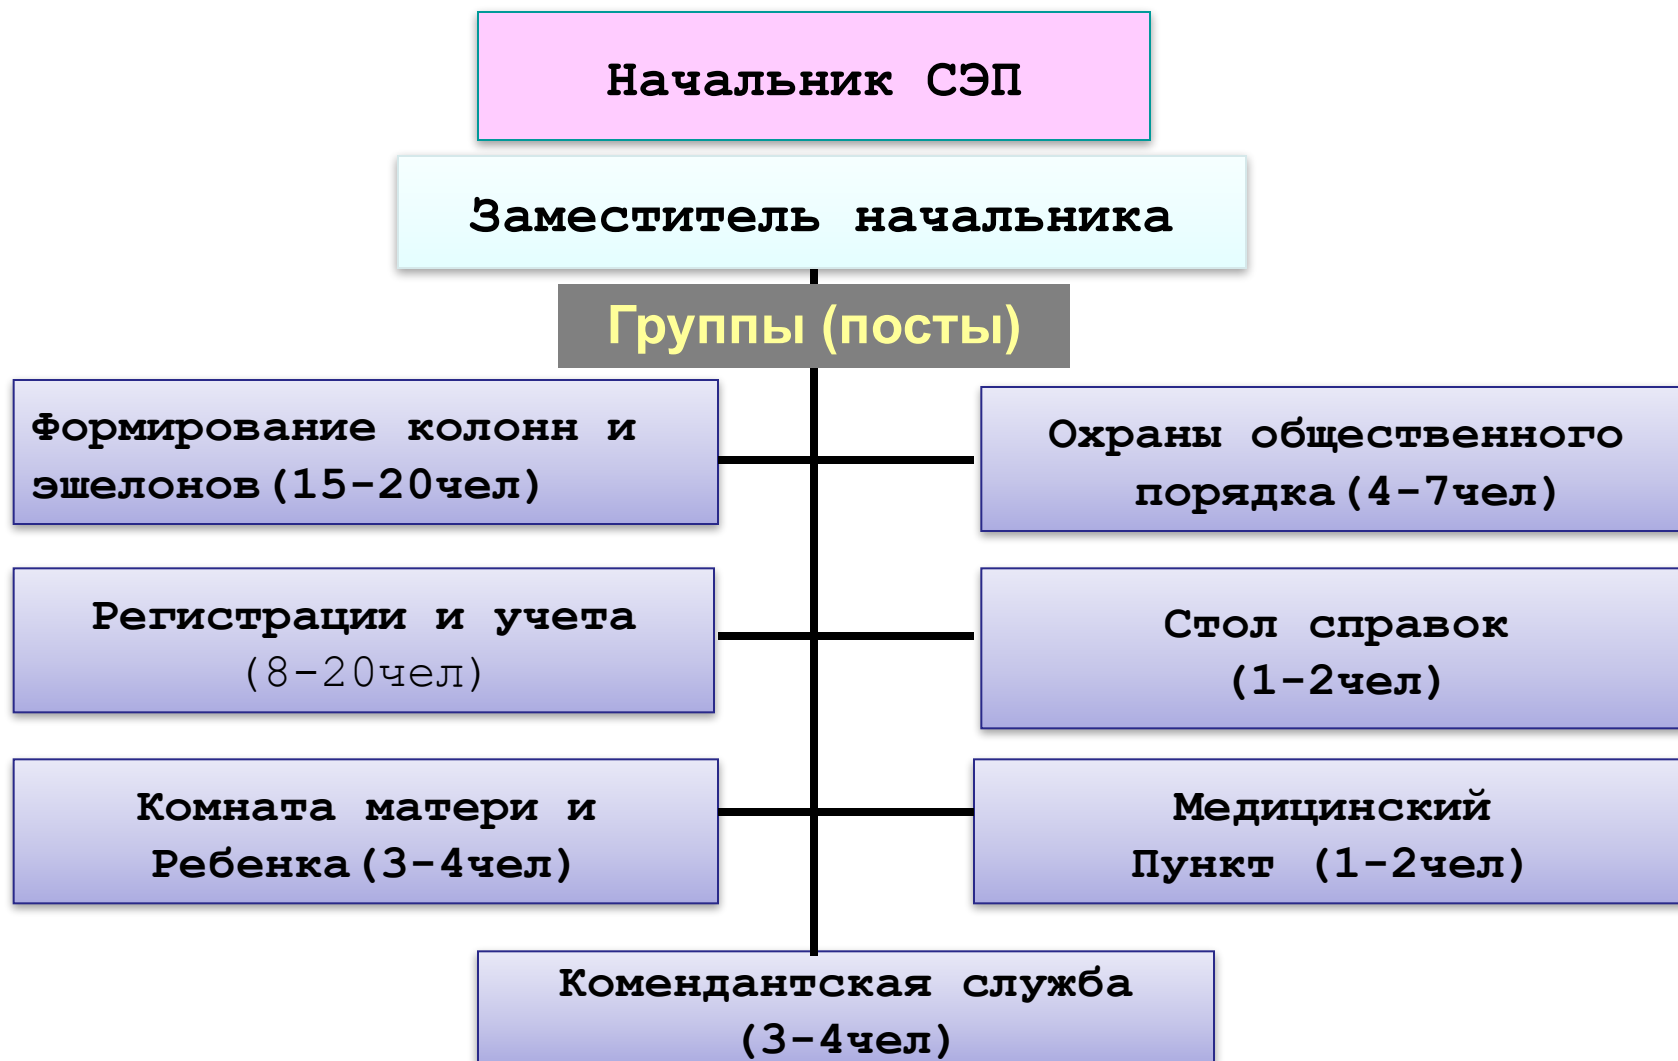 Начальник СЭП
Заместитель начальника
Группы (посты)
Формирование колонн и
эшелонов(15-20чел)
Охраны общественного
порядка(4-7чел)
Регистрации и учета
(8-20чел)
Стол справок
(1-2чел)
Комната матери и
Ребенка(3-4чел)
Медицинский
Пункт (1-2чел)
Комендантская служба
(3-4чел)